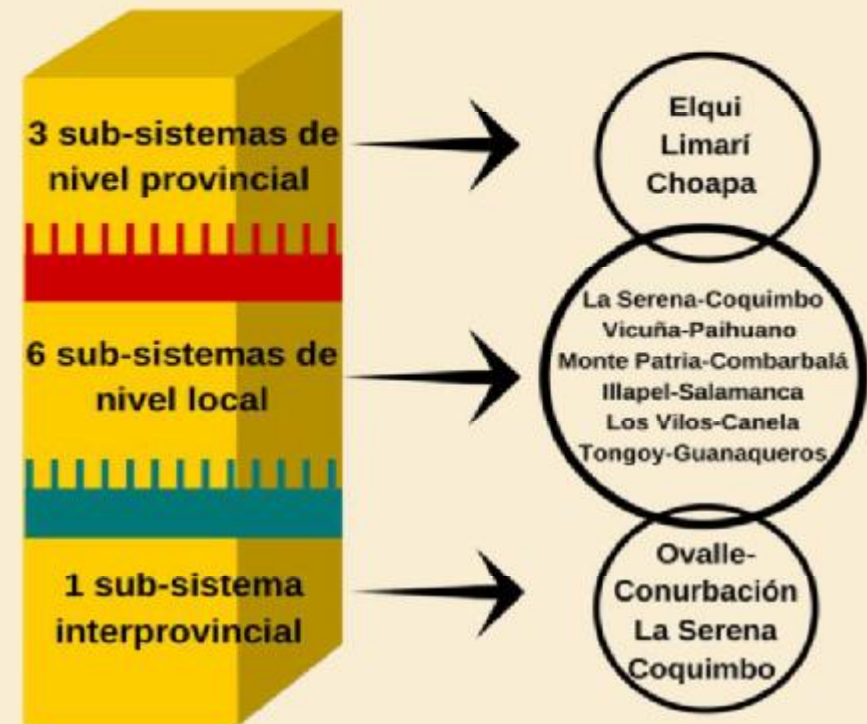 3 sub-sistemas de
nivel provincial
Elqui
Limarí
Choapa
6 sub-sistemas de
nivel local
La Serena-Coquimbo
Vicuña-Paihuano
Monte Patria-Combarbalá
Illapel-Salamanca
Los Vilos-Canela
Tongoy-Guanaqueros
1 sub-sistema
interprovincial
Ovalle-
Conurbación
La Serena
Coquimbo